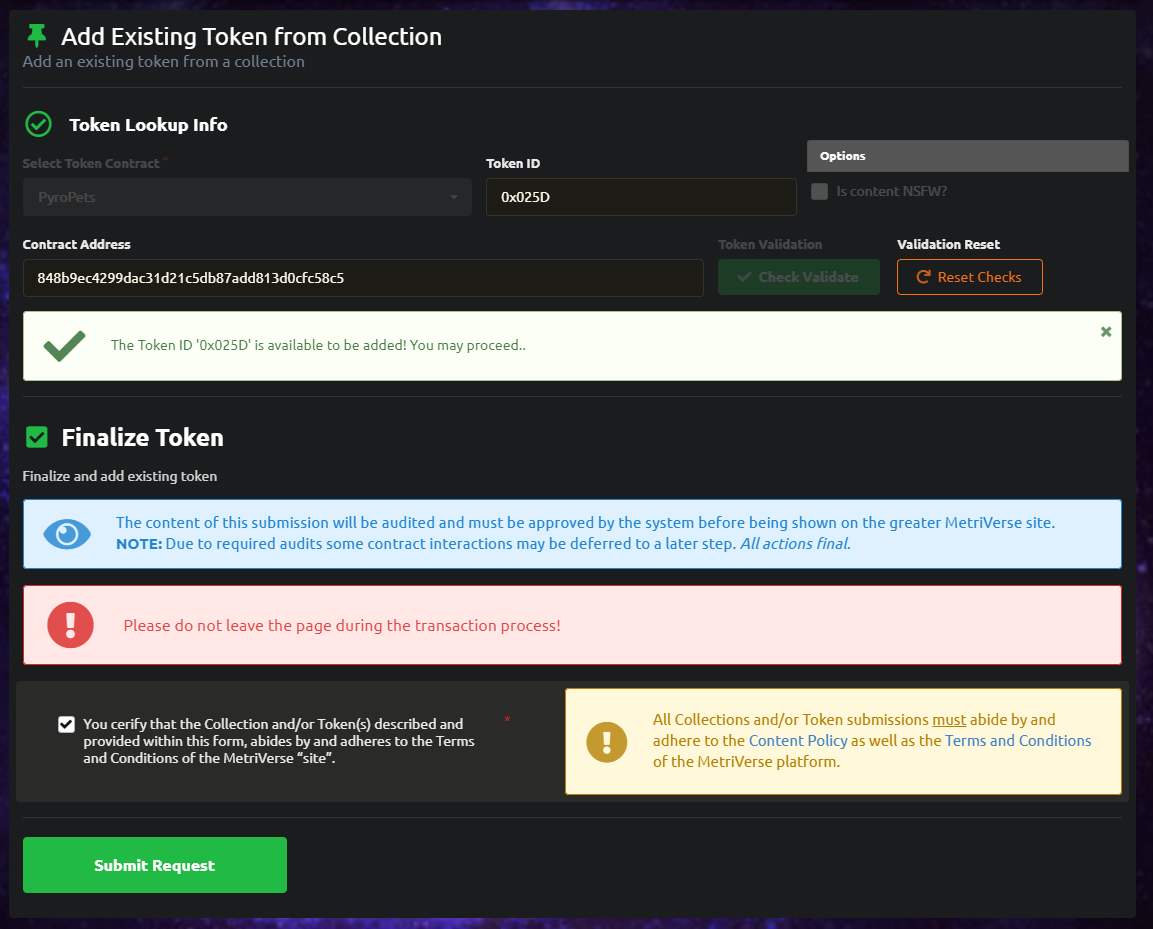 Add Existing Token from Collection
Add an existing token from a collection
Token Lookup Info
Select Token Contract *
Token ID
Options
PyroPets
0x025D
Is content NSFW?
Contract Address
Token Validation
Validation Reset
848b9ec4299dac31d21c5db87add813d0cfc58c5
Check Validate
Reset Checks
The Token ID '0x025D' is available to be added! You may proceed..
Finalize Token
Finalize and add existing token
The content of this submission will be audited and must be approved by the system before being shown on the greater MetriVerse site.
NOTE: Due to required audits some contract interactions may be deferred to a later step. All actions final.
Please do not leave the page during the transaction process!
You cerify that the Collection and/or Token(s) described and *
provided within this form, abides by and adheres to the Terms
and Conditions of the MetriVerse “site”.
All Collections and/or Token submissions must abide by and
adhere to the Content Policy as well as the Terms and Conditions
of the MetriVerse platform.
Submit Request